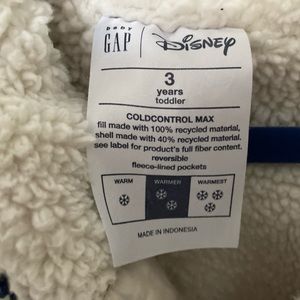 baby
GAP | Disney
3
years
toddler
COLDCONTROL MAX
fill made with 100% recycled material,
shell made with 40% recycled material.
see label for product's full fiber content.
reversible
fleece-lined pockets
WARM WARMER WARMEST
MADE IN INDONESIA